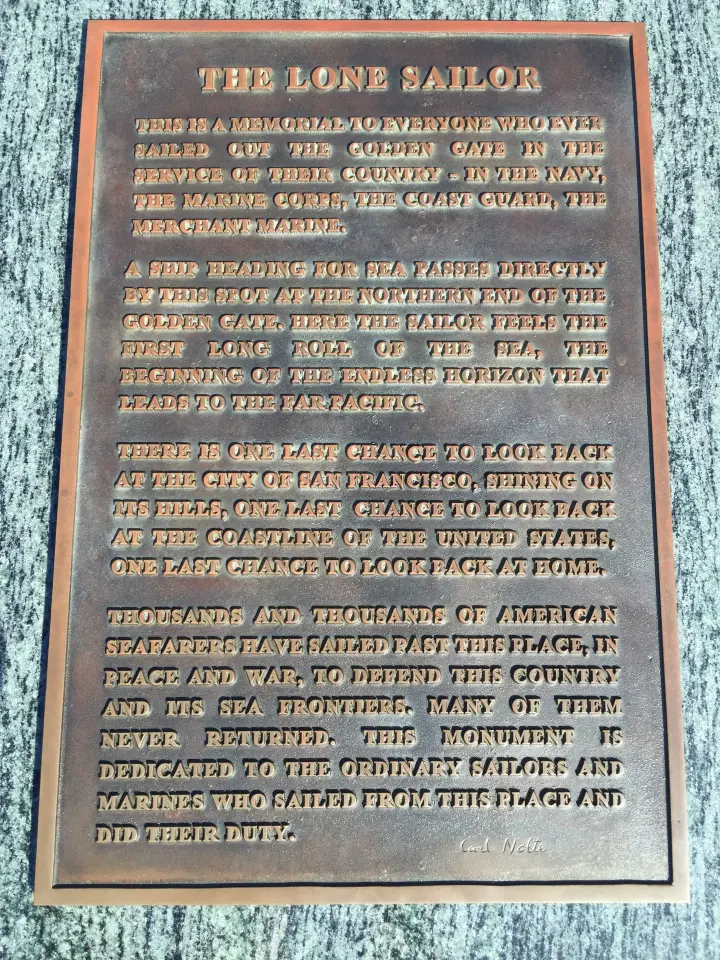 THE LONE SAILOR
THIS IS A MEMORIAL TO EVERYONE WHO EVER
SAILED OUT THE GOLDEN GATE IN THE
SERVICE OF THEIR COUNTRY - IN THE NAVY,
THE MARINE CORPS, THE COAST GUARD, THE
MERCHANT MARINE.
A SHIP HEADING FOR SEA PASSES DIRECTLY
BY THIS SPOT AT THE NORTHERN END OF THE
GOLDEN GATE. HERE THE SAILOR FEELS THE
FIRST LONG ROLL OF THE SEA, THE
BEGINNING OF THE ENDLESS HORIZON THAT
LEADS TO THE FAR PACIFIC.
THERE IS ONE LAST CHANCE TO LOOK BACK
AT THE CITY OF SAN FRANCISCO, SHINING ON
ITS HILLS, ONE LAST CHANCE TO LOOK BACK
AT THE COASTLINE OF THE UNITED STATES,
ONE LAST CHANCE TO LOOK BACK AT HOME.
THOUSANDS AND THOUSANDS OF AMERICAN
SEAFARERS HAVE SAILED PAST THIS PLACE, IN
PEACE AND WAR, TO DEFEND THIS COUNTRY
AND ITS SEA FRONTIERS. MANY OF THEM
NEVER RETURNED. THIS MONUMENT IS
DEDICATED TO THE ORDINARY SAILORS AND
MARINES WHO SAILED FROM THIS PLACE AND
DID THEIR DUTY.
Carl Nolte